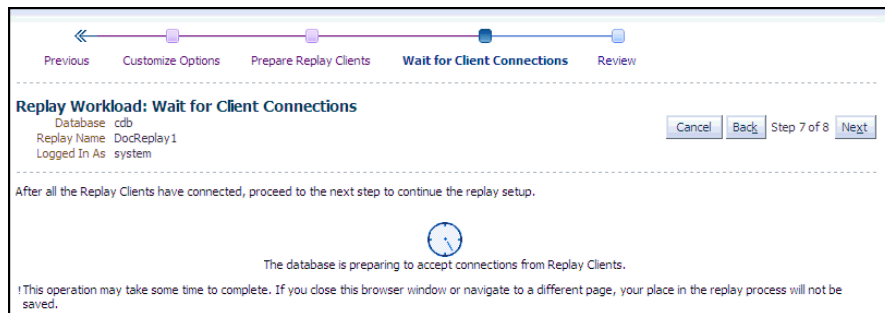 Previous Customize Options Prepare Replay Clients Wait for Client Connections Review
Replay Workload: Wait for Client Connections
Database cdb
Replay Name DocReplay1
Logged In As system
Cancel Back Step 7 of 8 Next
After all the Replay Clients have connected, proceed to the next step to continue the replay setup.
The database is preparing to accept connections from Replay Clients.
! This operation may take some time to complete. If you close this browser window or navigate to a different page, your place in the replay process will not be
saved.